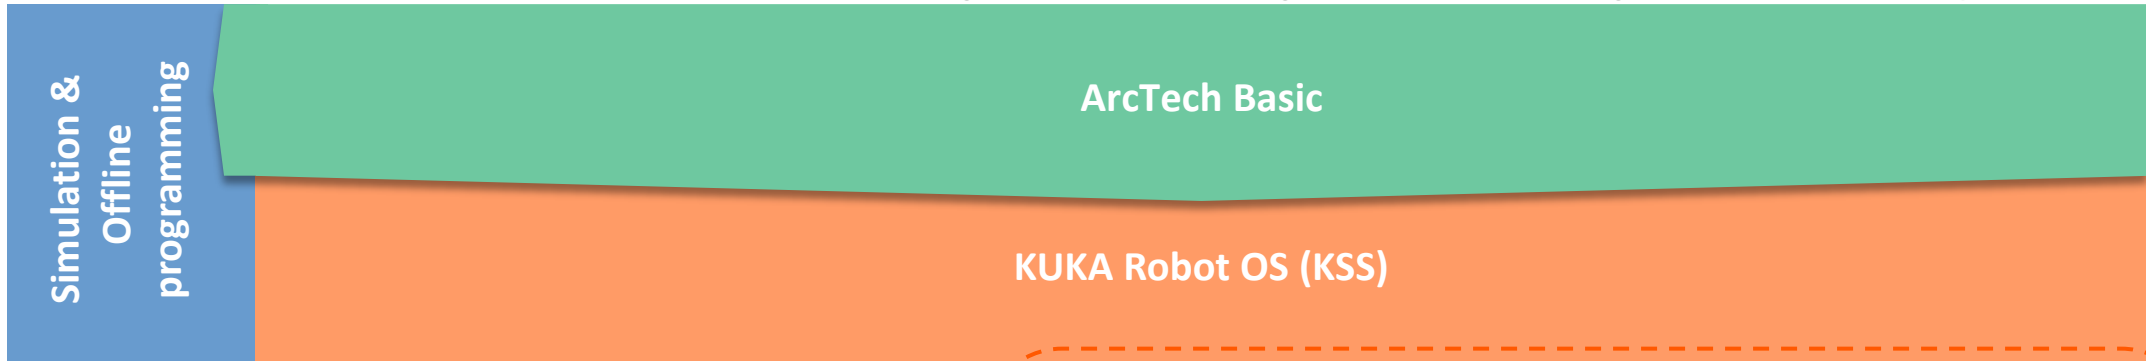 Simulation &
Offline
programming
ArcTech Basic
KUKA Robot OS (KSS)